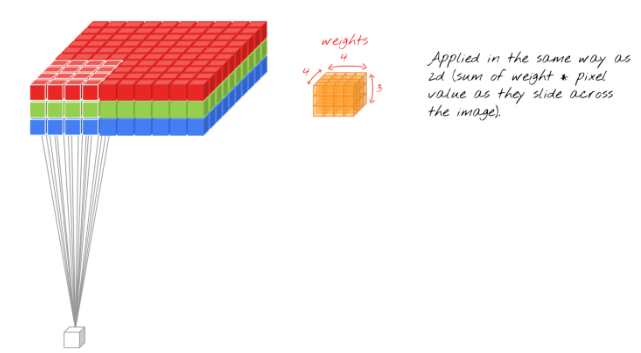 weights
4
4
3
Applied in the same way as
2d (sum of weight * pixel
value as they slide across
the image).